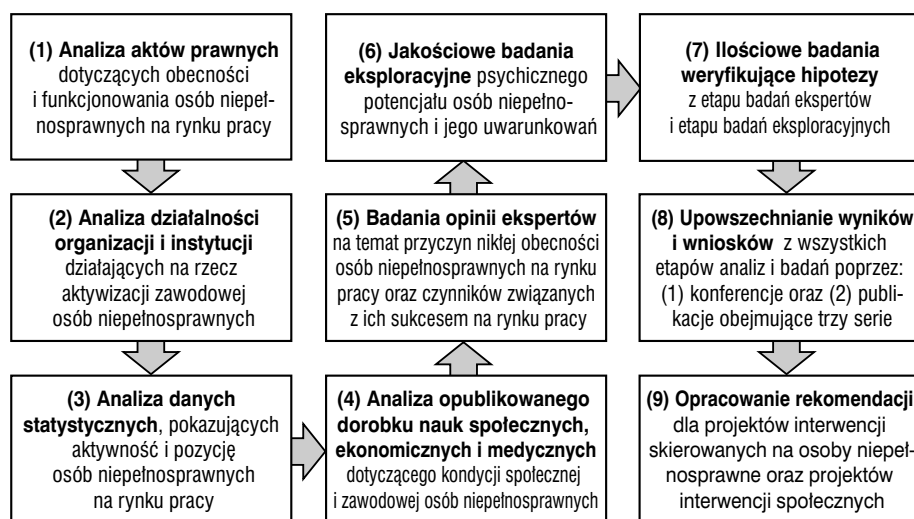 (1) Analiza aktów prawnych
dotyczących obecności
i funkcjonowania osób niepeł-
nosprawnych na rynku pracy
(2) Analiza działalności
organizacji i instytucji
działających na rzecz
aktywizacji zawodowej
osób niepełnosprawnych
(3) Analiza danych
statystycznych, pokazujących
aktywność i pozycję
osób niepełnosprawnych
na rynku pracy
(4) Analiza opublikowanego
dorobku nauk społecznych,
ekonomicznych i medycznych
dotyczącego kondycji społecznej
i zawodowej osób niepełnosprawnych
(5) Badania opinii ekspertów
na temat przyczyn nikłej obecności
osób niepełnosprawnych na rynku
pracy oraz czynników związanych
z ich sukcesem na rynku pracy
(6) Jakościowe badania
eksploracyjne psychicznego
potencjału osób niepełno-
sprawnych i jego uwarunkowań
(7) Ilościowe badania
weryfikujące hipotezy
z etapu badań ekspertów
i etapu badań eksploracyjnych
(8) Upowszechnianie wyników
i wniosków z wszystkich
etapów analiz i badań poprzez:
(1) konferencje oraz (2) publi-
kacje obejmujące trzy serie
(9) Opracowanie rekomendacji
dla projektów interwencji
skierowanych na osoby niepeł-
nosprawne oraz projektów
interwencji społecznych